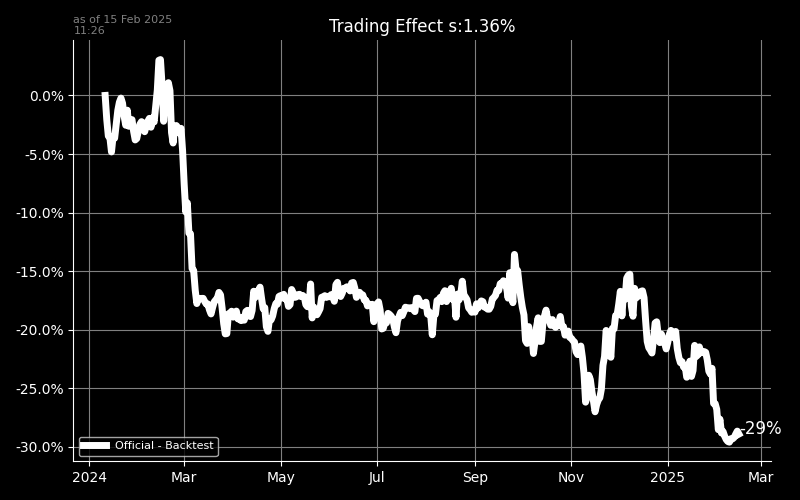 as of 15 Feb 2025
11:26
Trading Effect s:1.36%
0.0%
-5.0%
-10.0%
-15.0%
-20.0%
-25.0%
-30.0%
-29%
Official - Backtest
2024 Mar May Jul Sep Nov 2025 Mar